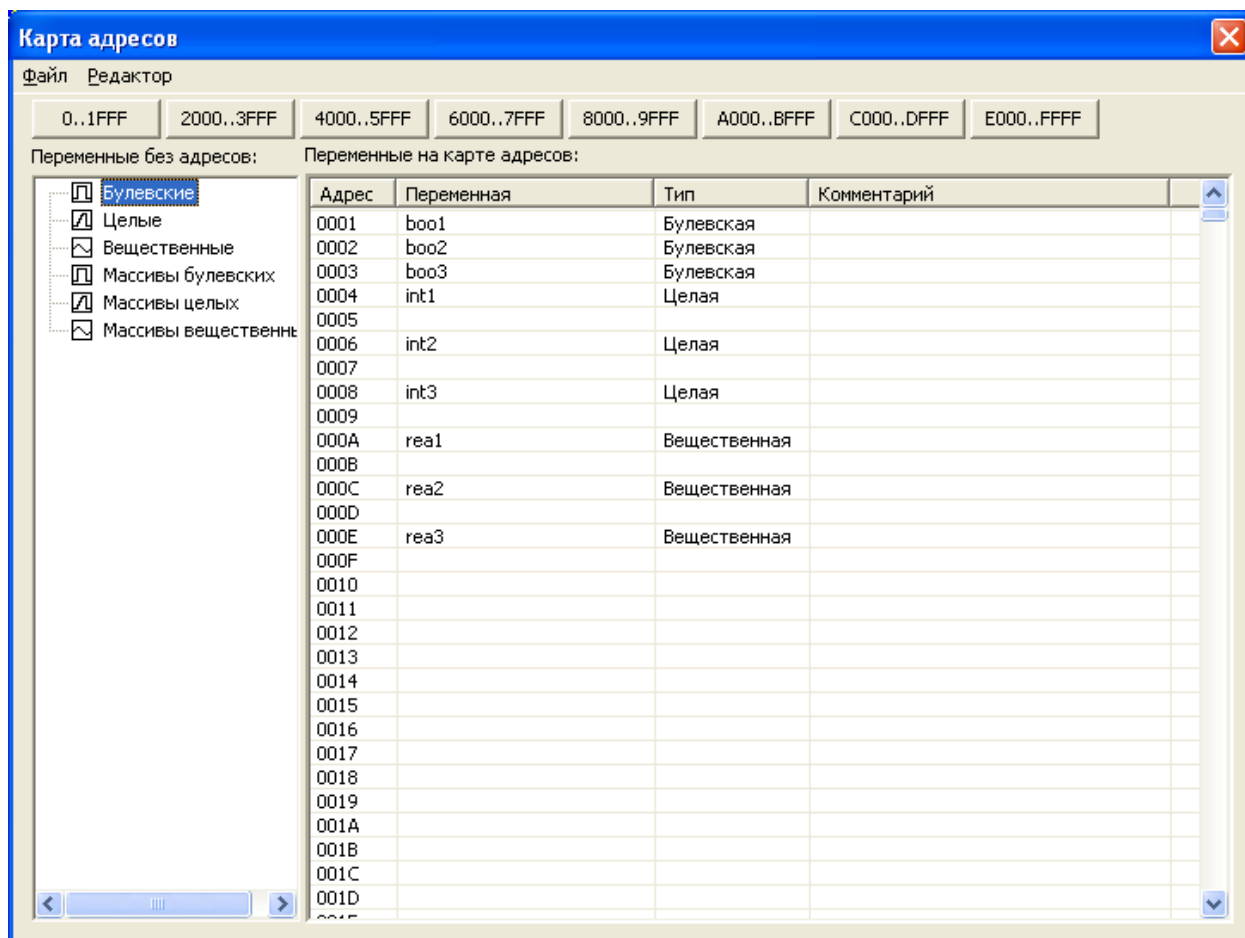 Карта адресов
Файл Редактор
0..1FFF 2000..3FFF 4000..5FFF 6000..7FFF 8000..9FFF A000..BFFF C000..DFFF E000..FFFF
Переменные без адресов: Переменные на карте адресов:
Булевские
Целые
Вещественные
Массивы булевских
Массивы целых
Массивы вещественны
Адрес Переменная Тип Комментарий
0001 boo1 Булевская
0002 boo2 Булевская
0003 boo3 Булевская
0004 int1 Целая
0005
0006 int2 Целая
0007
0008 int3 Целая
0009
000A rea1 Вещественная
000B
000C rea2 Вещественная
000D
000E rea3 Вещественная
000F
0010
0011
0012
0013
0014
0015
0016
0017
0018
0019
001A
001B
001C
001D